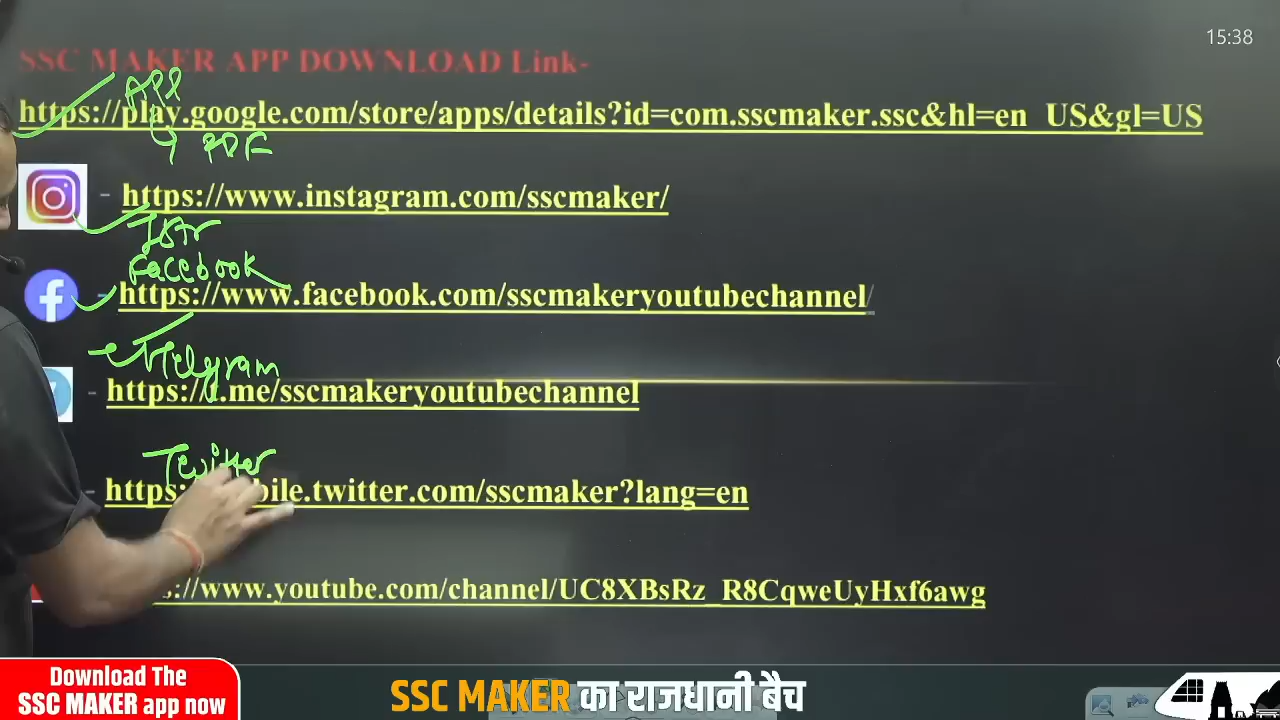 15:38
SSC MAKER APP DOWNLOAD Link-
APP
https://play.google.com/store/apps/details?id=com.sscmaker.ssc&hl=en_US&gl=US
PDF
- https://www.instagram.com/sscmaker/
Facebook
- https://www.facebook.com/sscmakeryoutubechannel/
Telgram
- https://t.me/sscmakeryoutubechannel
Twitter
- https: bile.twitter.com/sscmaker?lang=en
s://www.youtube.com/channel/UC8XBsRz_R8CqweUyHxf6awg
Download The
SSC MAKER app now
SSC MAKER का राजधानी बैच